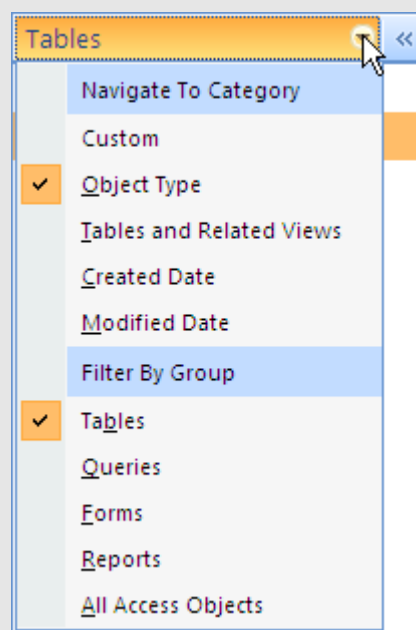 Tables
Navigate To Category
Custom
Object Type
Tables and Related Views
Created Date
Modified Date
Filter By Group
Tables
Queries
Forms
Reports
All Access Objects